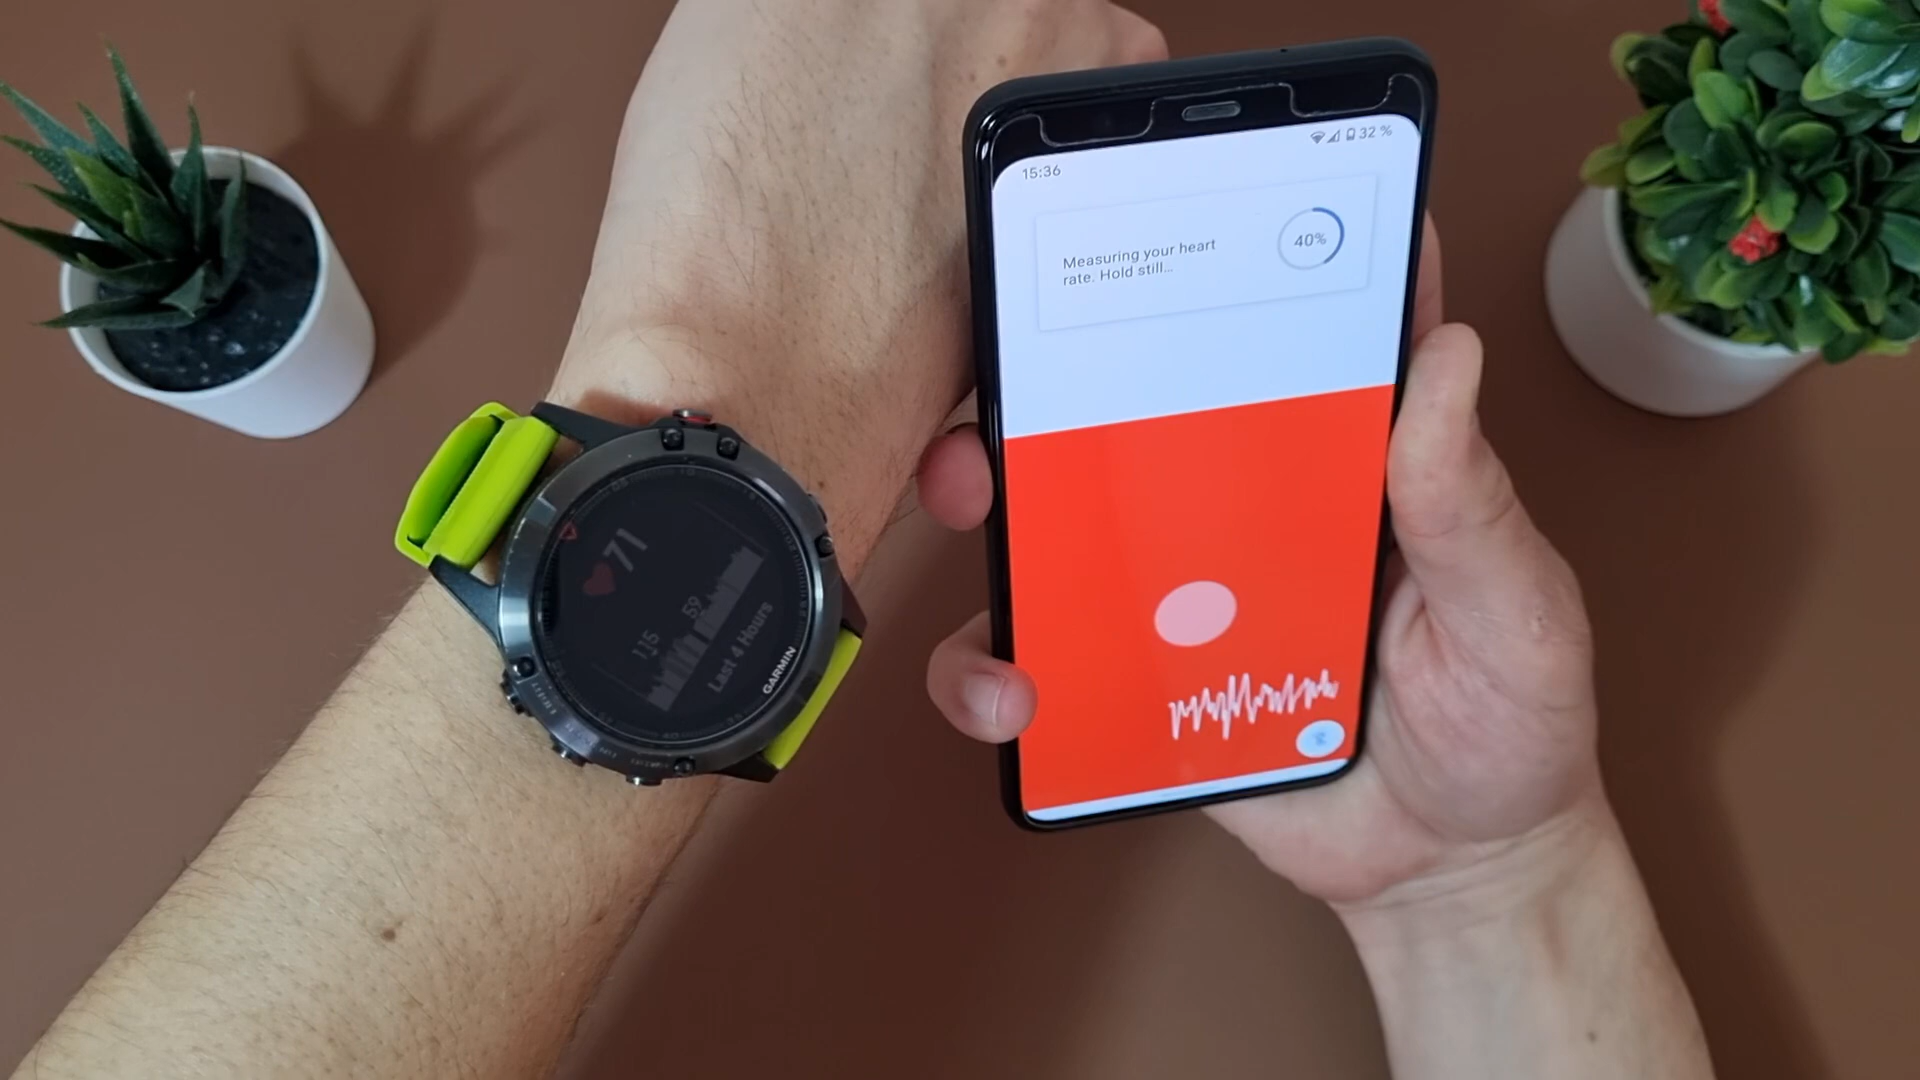 71
115 59
Last 4 Hours
GARMIN
15:36
32 %
Measuring your heart
rate. Hold still...
40%